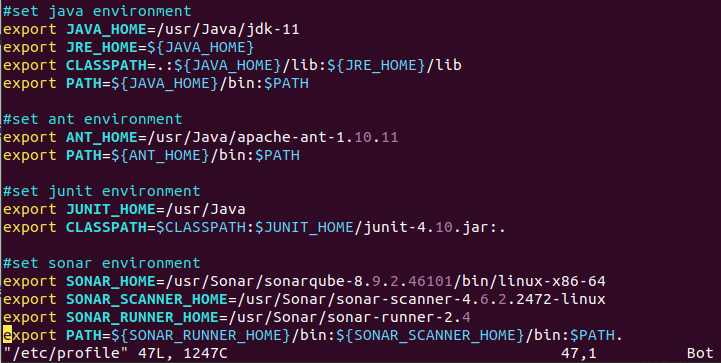 #set java environment
export JAVA_HOME=/usr/Java/jdk-11
export JRE_HOME=${JAVA_HOME}
export CLASSPATH=.:${JAVA_HOME}/lib:${JRE_HOME}/lib
export PATH=${JAVA_HOME}/bin:$PATH
#set ant environment
export ANT_HOME=/usr/Java/apache-ant-1.10.11
export PATH=${ANT_HOME}/bin:$PATH
#set junit environment
export JUNIT_HOME=/usr/Java
export CLASSPATH=$CLASSPATH:$JUNIT_HOME/junit-4.10.jar:.
#set sonar environment
export SONAR_HOME=/usr/Sonar/sonarqube-8.9.2.46101/bin/linux-x86-64
export SONAR_SCANNER_HOME=/usr/Sonar/sonar-scanner-4.6.2.2472-linux
export SONAR_RUNNER_HOME=/usr/Sonar/sonar-runner-2.4
export PATH=${SONAR_RUNNER_HOME}/bin:${SONAR_SCANNER_HOME}/bin:$PATH.
"/etc/profile" 47L, 1247C 47,1 Bot